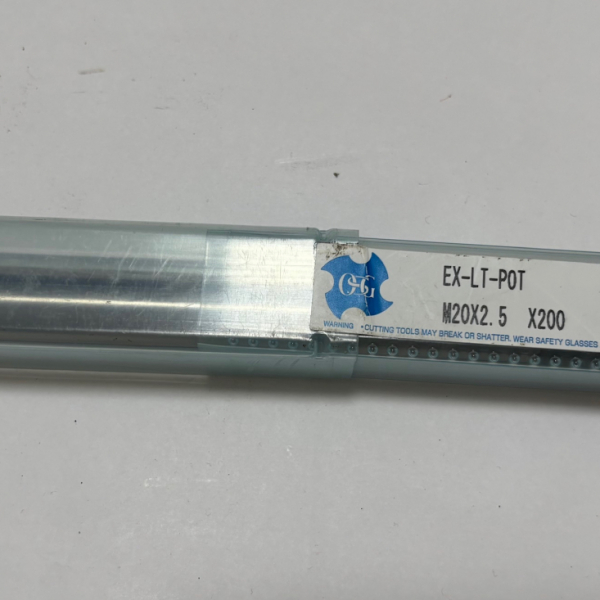 OSG
EX-LT-POT
M20X2.5 X200
WARNING • CUTTING TOOLS MAY BREAK OR SHATTER. WEAR SAFETY GLASSES